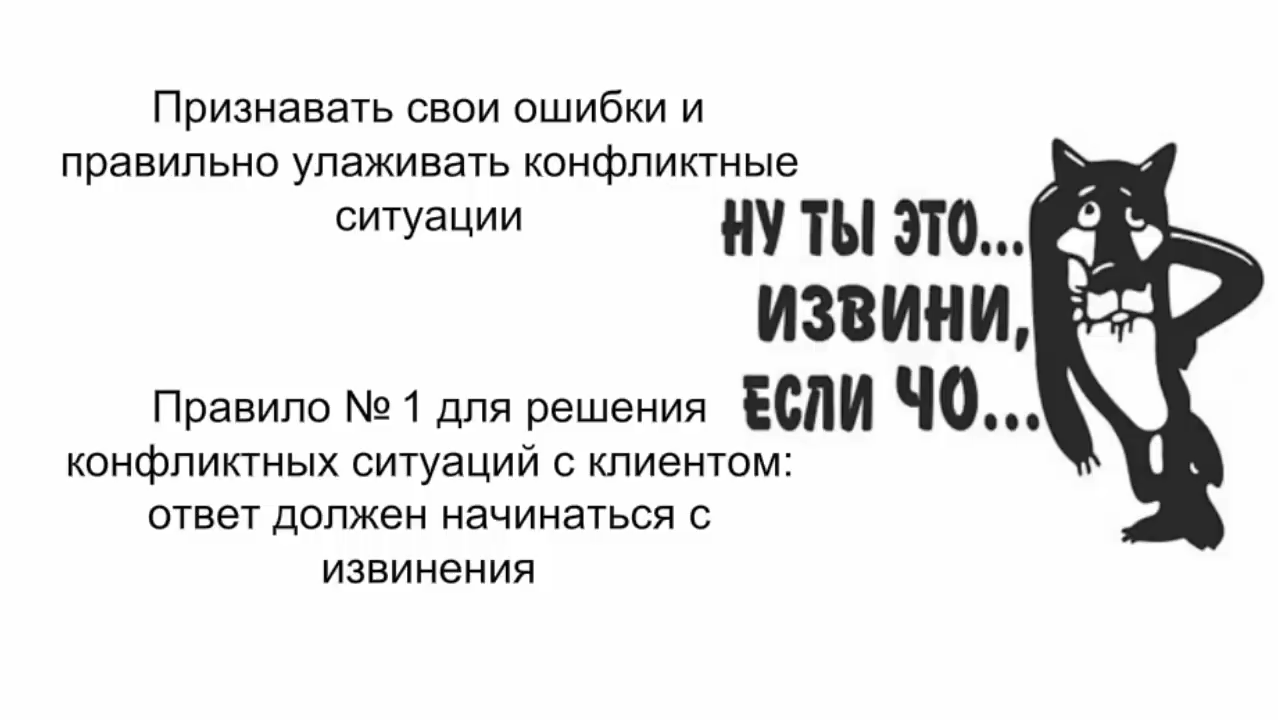 Признавать свои ошибки и
правильно улаживать конфликтные
ситуации
НУ ТЫ ЭТО...
ИЗВИНИ,
ЕСЛИ ЧО...
Правило № 1 для решения
конфликтных ситуаций с клиентом:
ответ должен начинаться с
извинения